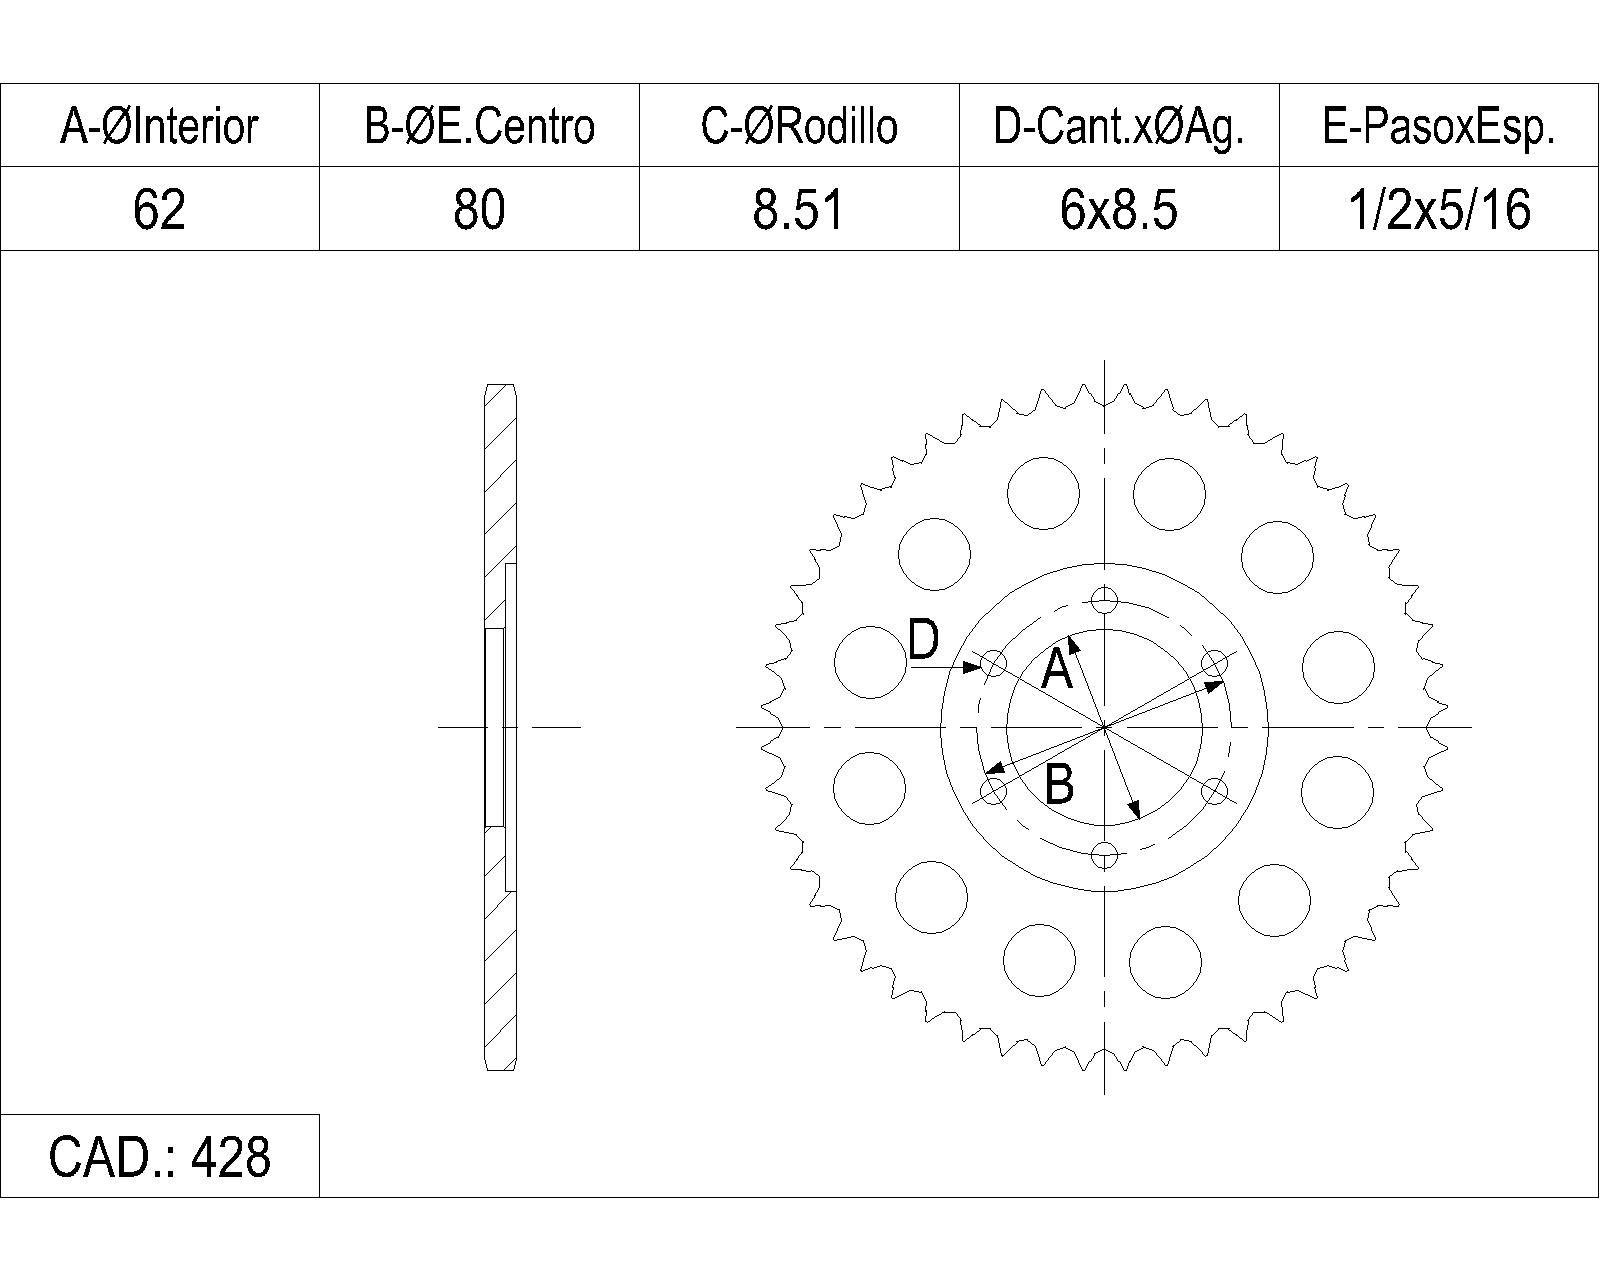 A-ØInterior B-ØE.Centro C-ØRodillo D-Cant.xØAg. E-PasoxEsp.
62 80 8.51 6x8.5 1/2x5/16
D
A
B
CAD.: 428